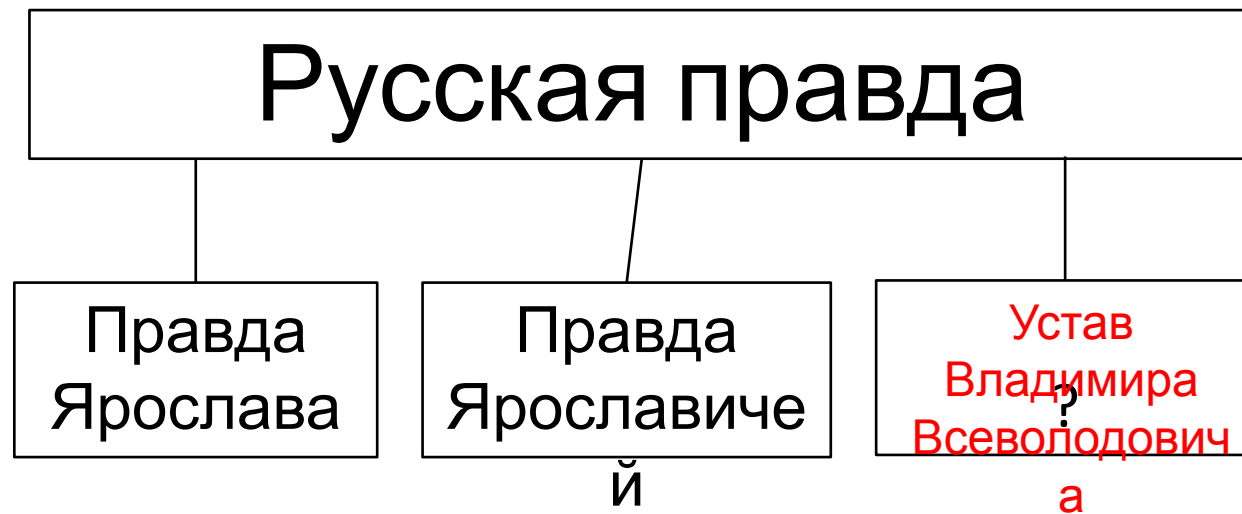 Русская правда
Правда
Ярослава
Правда
Ярославиче
й
Устав
Владимира
?
Всеволодович
а